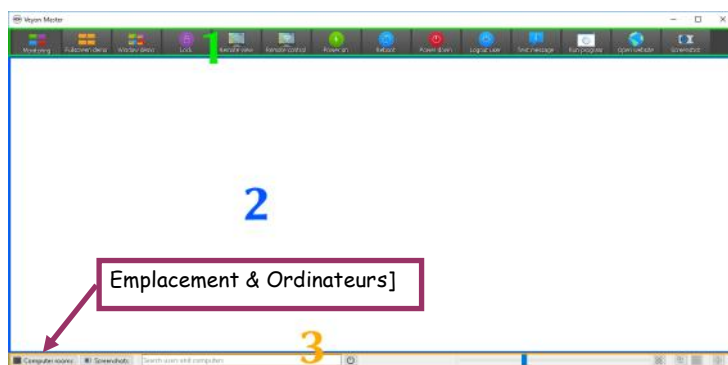 Veyon Master
Monitoring Fullscreen demo Window demo Lock Remote view Remote control Power on Reboot Power down Logout user Text message Run program Open website Screenshot
1
2
Emplacement & Ordinateurs]
3
Computer rooms Screenshots Search users and computers